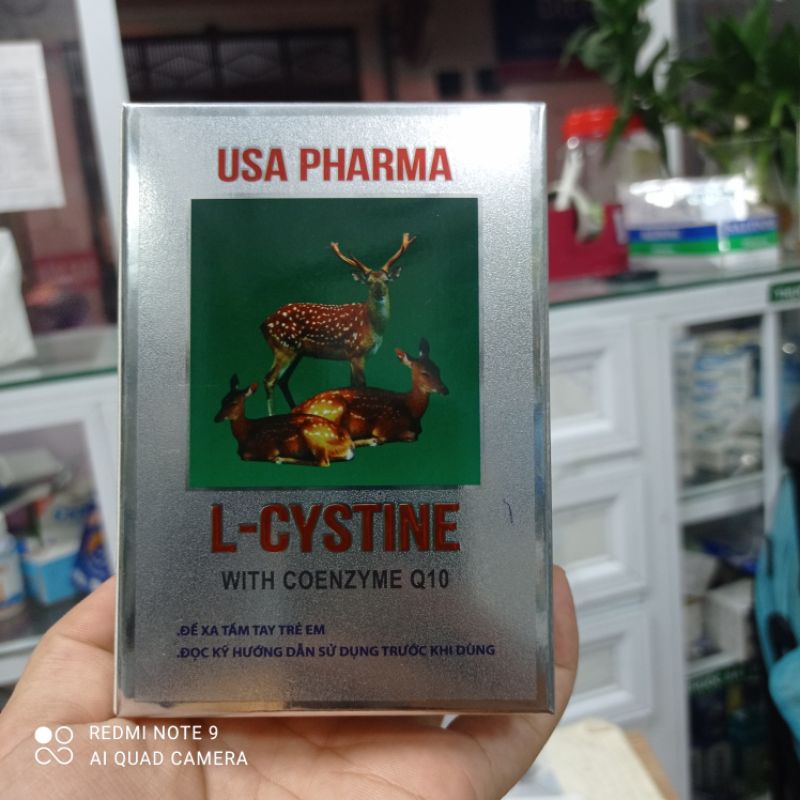 USA PHARMA
L-CYSTINE
WITH COENZYME Q10
.ĐỂ XA TẦM TAY TRẺ EM
.ĐỌC KỸ HƯỚNG DẪN SỬ DỤNG TRƯỚC KHI DÙNG
REDMI NOTE 9
AI QUAD CAMERA